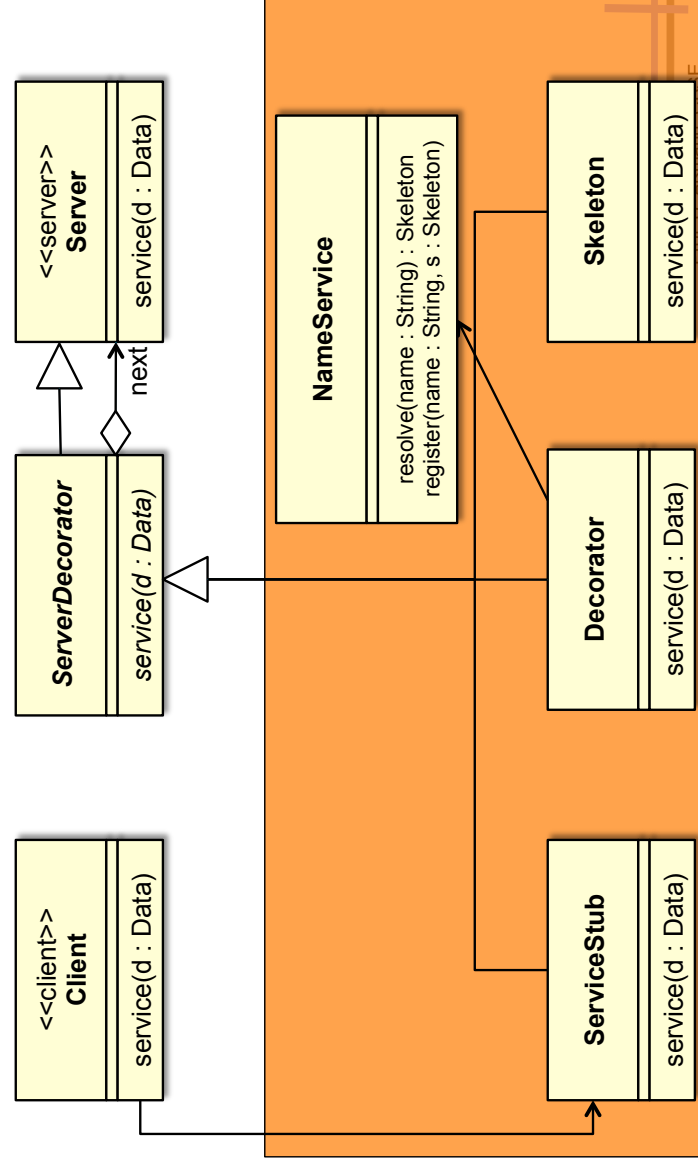 <<client>>
Client
service(d : Data)
ServerDecorator
service(d : Data)
<<server>>
Server
service(d : Data)
next
NameService
resolve(name : String) : Skeleton
register(name : String, s : Skeleton)
ServiceStub
service(d : Data)
Decorator
service(d : Data)
Skeleton
service(d : Data)